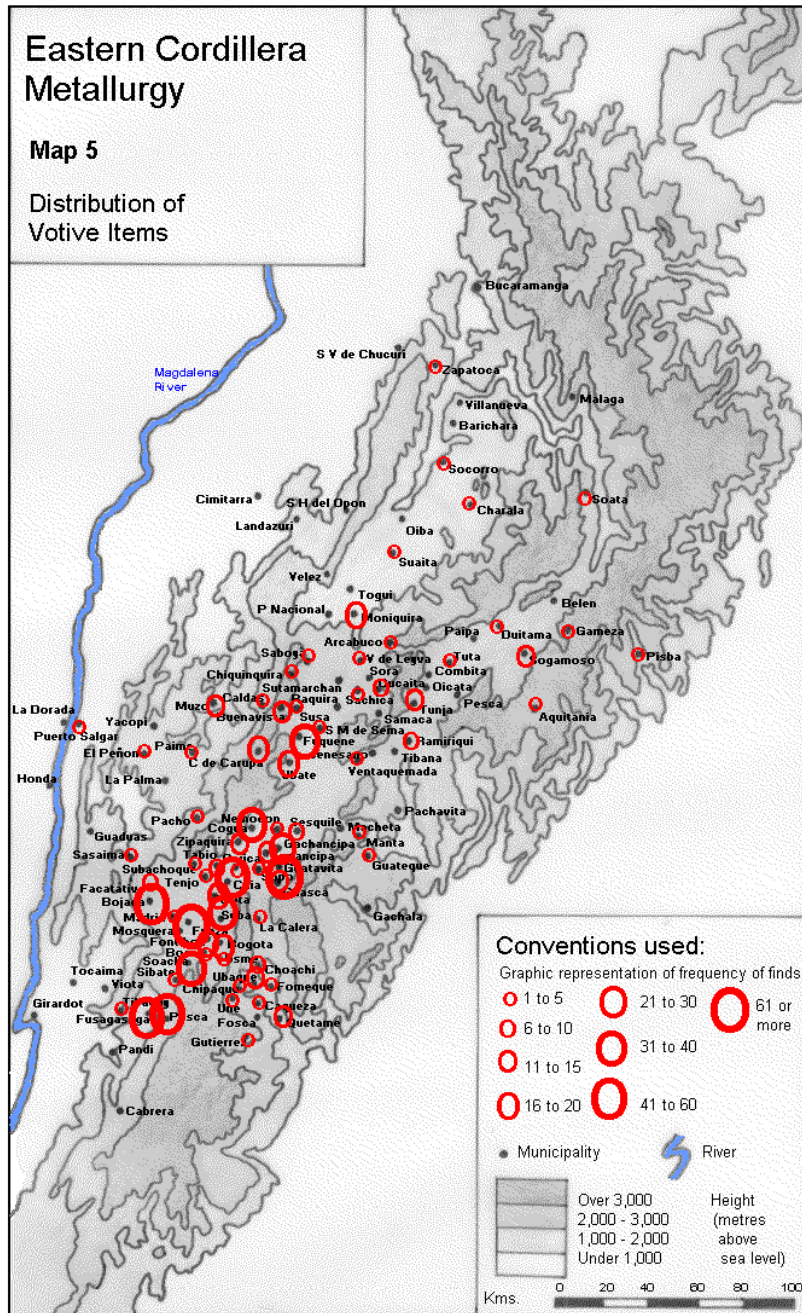 Eastern Cordillera
Metallurgy
Map 5
Distribution of
Votive Items
Bucaramanga
S V de Chucuri
Zapatoca
Magdalena
River
Villanueva
Malaga
Barichara
Socorro
Cimitarra
S H del Opon
Charala
Soata
Landazuri
Oiba
Suaita
Velez
Togui
Belen
P Nacional
Moniquira
Paipa
Duitama
Gameza
Arcabuco
Saboya
V de Leyva
Tuta
Sogamoso
Pisba
Chiquinquira
Sora
Combita
Sutamarchan
Cucaita
Oicata
Muzo
Caldas
Raquira
Sachica
Tunja
Pesca
Aquitania
La Dorada
Buenavista
Susa
Samaca
Puerto Salgar
Yacopi
S M de Sema
Fuquene
Ramiriqui
El Peñon
Paime
C de Carupa
Tibana
Ubate
Ventaquemada
Honda
La Palma
Pachavita
Pacho
Nemocon
Cogua
Sesquile
Macheta
Guaduas
Zipaquira
Gachancipa
Manta
Sasaima
Tabio
Guateque
Subachoque
Guatavita
Facatativa
Tenjo
Chia
Guasca
Bojaca
Gachala
Madrid
Suba
La Calera
Mosquera
Funza
Bogota
Soacha
Tocaima
Sibate
Ubaque
Choachi
Viota
Chipaque
Fomeque
Girardot
Une
Caqueza
Fusagasuga
Pasca
Fosca
Quetame
Pandi
Gutierrez
Cabrera
Conventions used:
Graphic representation of frequency of finds
1 to 5
21 to 30
61 or
more
6 to 10
11 to 15
31 to 40
16 to 20
41 to 60
Municipality
River
Over 3,000
Height
2,000 - 3,000
(metres
1,000 - 2,000
above
Under 1,000
sea level)
Kms.
0 20 40 60 80 100